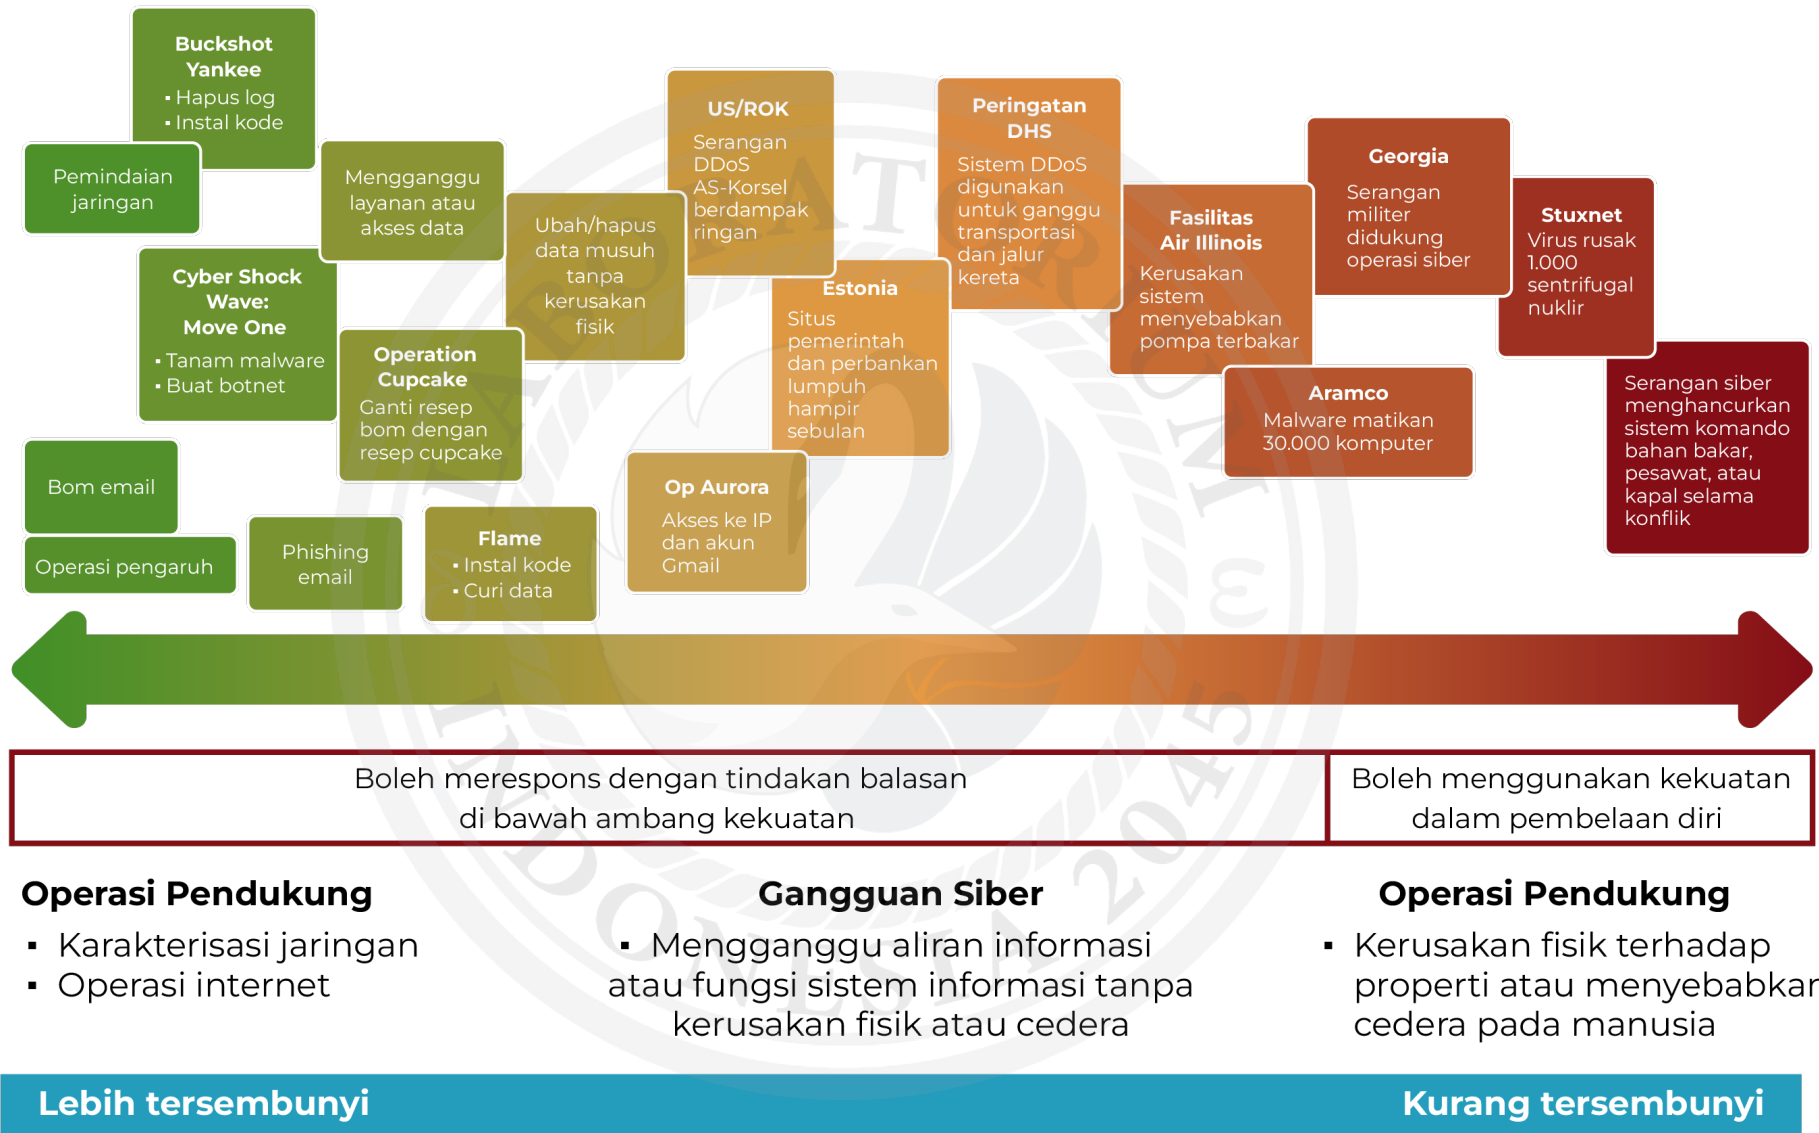 Buckshot
Yankee
▪ Hapus log
▪ Instal kode
Pemindaian
jaringan
Cyber Shock
Wave:
Move One
▪ Tanam malware
▪ Buat botnet
Bom email
Operasi pengaruh
Mengganggu
layanan atau
akses data
Operation
Cupcake
Ganti resep
bom dengan
resep cupcake
Phishing
email
Ubah/hapus
data musuh
tanpa
kerusakan
fisik
Flame
▪ Instal kode
▪ Curi data
US/ROK
Serangan
DDoS
AS-Korsel
berdampak
ringan
Estonia
Situs
pemerintah
dan perbankan
lumpuh
hampir
sebulan
Op Aurora
Akses ke IP
dan akun
Gmail
Peringatan
DHS
Sistem DDoS
digunakan
untuk ganggu
transportasi
dan jalur
kereta
Fasilitas
Air Illinois
Kerusakan
sistem
menyebabkan
pompa terbakar
Georgia
Serangan
militer
didukung
operasi siber
Aramco
Malware matikan
30.000 komputer
Stuxnet
Virus rusak
1.000
sentrifugal
nuklir
Serangan siber
menghancurkan
sistem komando
bahan bakar,
pesawat, atau
kapal selama
konflik
Boleh merespons dengan tindakan balasan
di bawah ambang kekuatan
Boleh menggunakan kekuatan
dalam pembelaan diri
Operasi Pendukung
▪ Karakterisasi jaringan
▪ Operasi internet
Gangguan Siber
▪ Mengganggu aliran informasi
atau fungsi sistem informasi tanpa
kerusakan fisik atau cedera
Operasi Pendukung
▪ Kerusakan fisik terhadap
properti atau menyebabkan
cedera pada manusia
Lebih tersembunyi
Kurang tersembunyi
LABORATORIUM
INDONESIA 2045